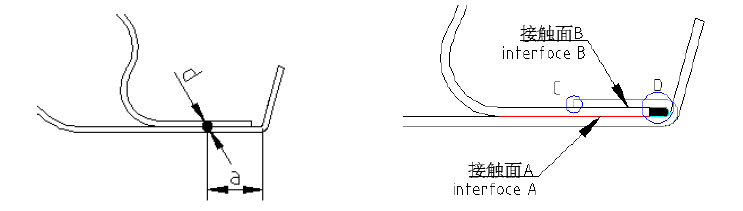 d
a
接触面B
interfoce B
C
D
接触面A
interfoce A